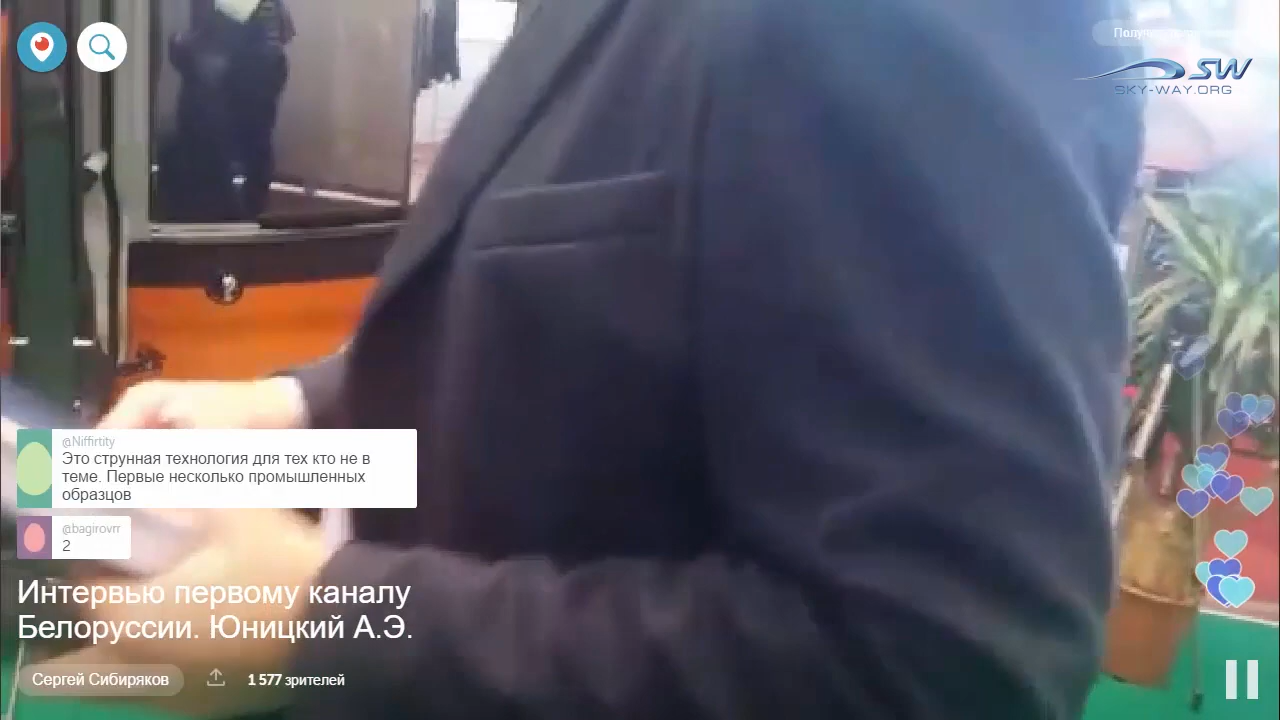 Получ
SW
SKY-WAY.ORG
@Niffirtity
Это струнная технология для тех кто не в
теме. Первые несколько промышленных
образцов
@bagirovrr
2
Интервью первому каналу
Белоруссии. Юницкий А.Э.
Сергей Сибиряков
1 577 зрителей